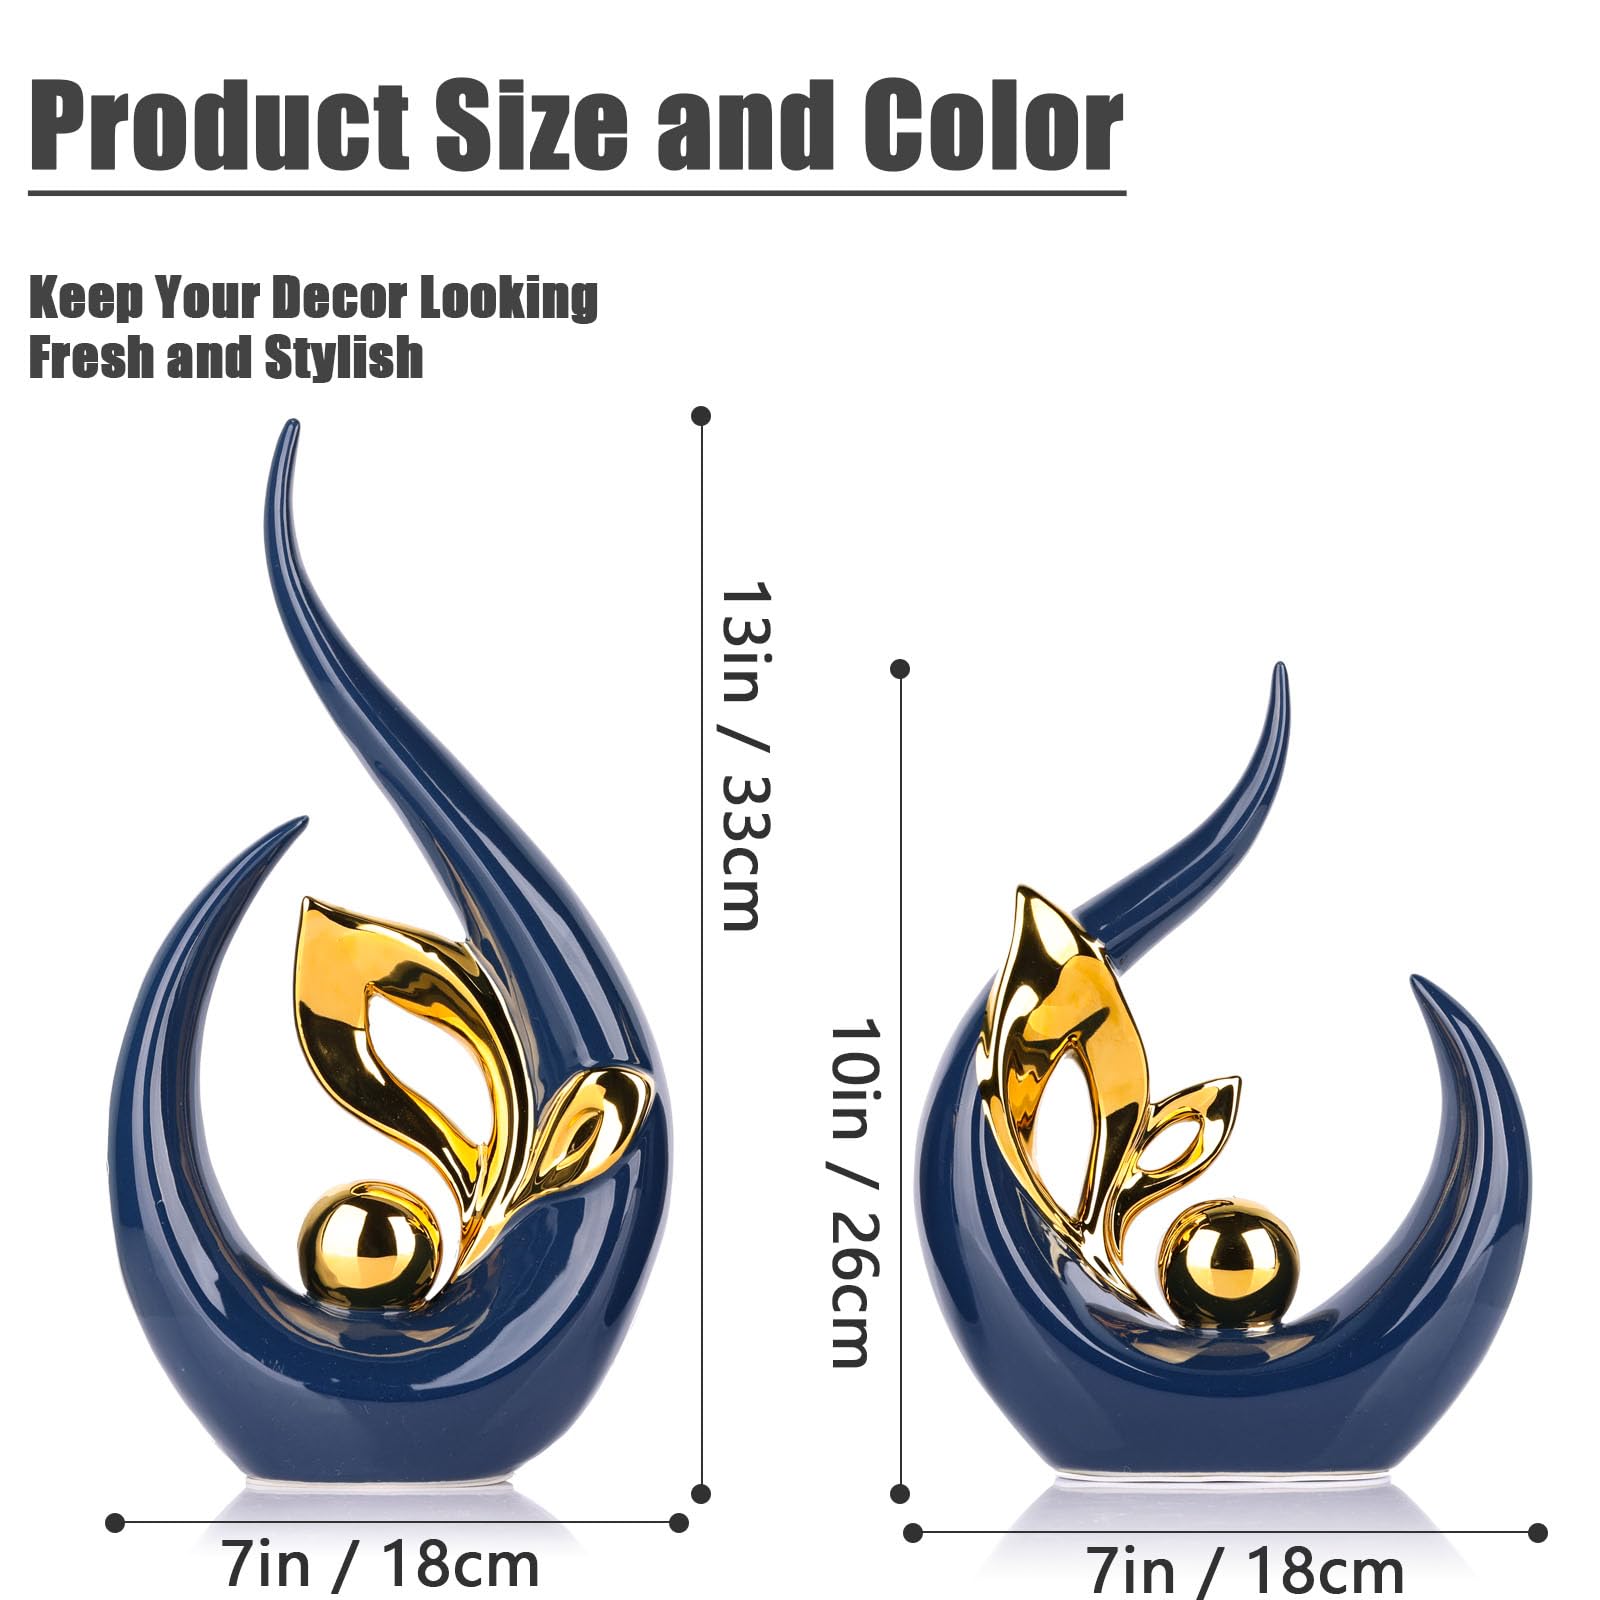 Product Size and Color
Keep Your Decor Looking
Fresh and Stylish
13in / 33cm
10in / 26cm
7in / 18cm
7in / 18cm